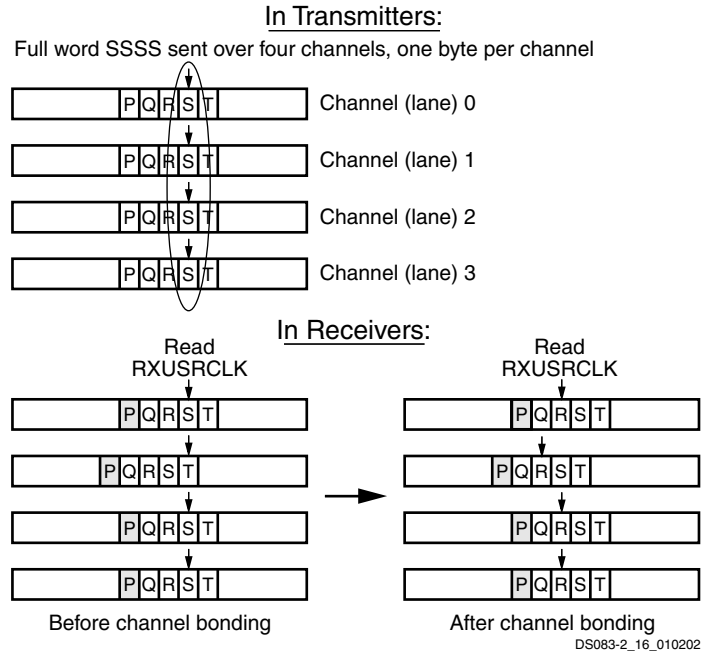 In Transmitters:
Full word SSSS sent over four channels, one byte per channel
P Q R S T Channel (lane) 0
P Q R S T Channel (lane) 1
P Q R S T Channel (lane) 2
P Q R S T Channel (lane) 3
In Receivers:
Read
RXUSRCLK
P Q R S T
P Q R S T
P Q R S T
P Q R S T
Before channel bonding
Read
RXUSRCLK
P Q R S T
P Q R S T
P Q R S T
P Q R S T
After channel bonding
DS083-2_16_010202